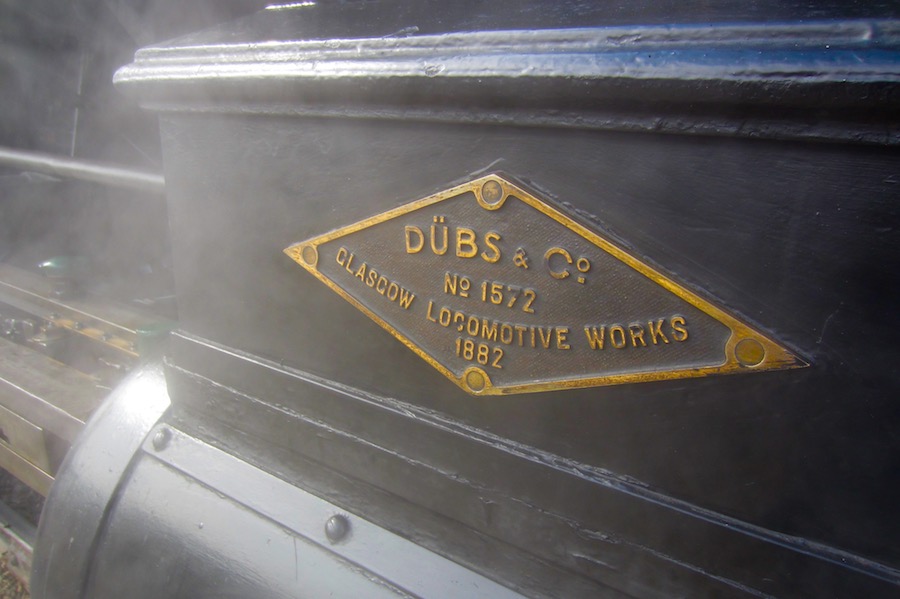 DÜBS & Cº
Nº 1572
GLASGOW LOCOMOTIVE WORKS
1882